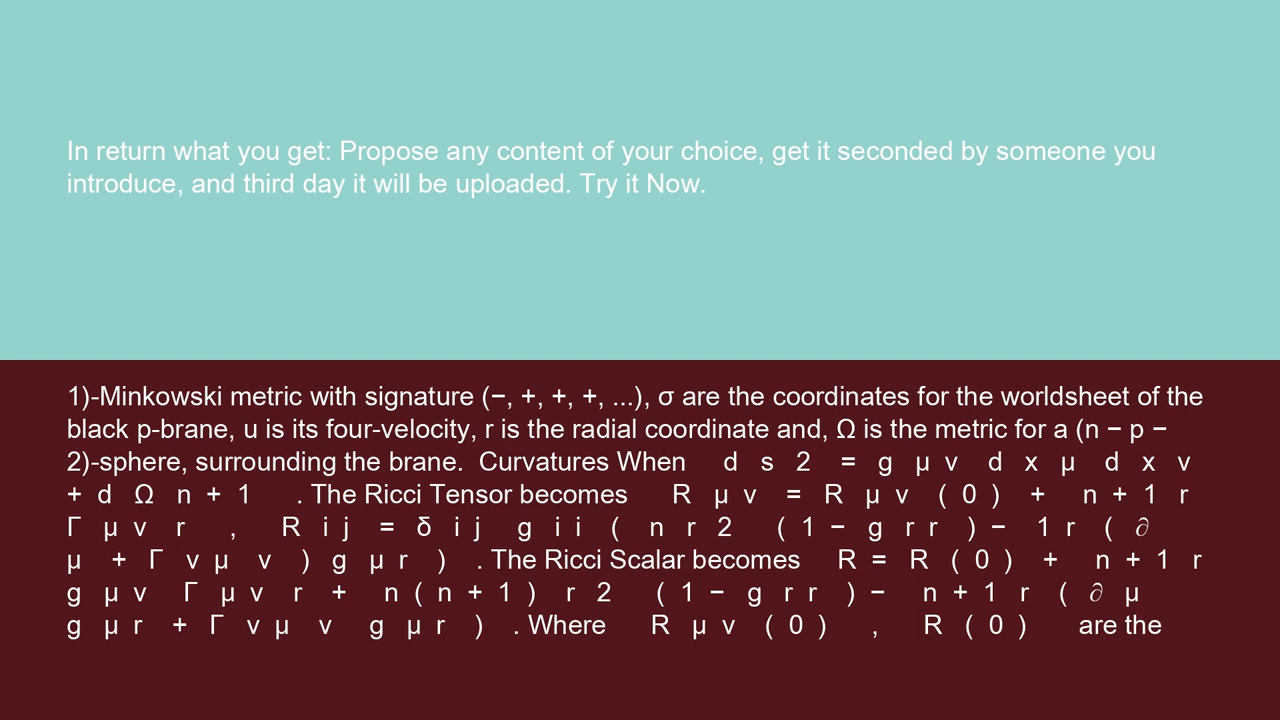 In return what you get: Propose any content of your choice, get it seconded by someone you
introduce, and third day it will be uploaded. Try it Now.
1)-Minkowski metric with signature (−, +, +, +, ...), σ are the coordinates for the worldsheet of the
black p-brane, u is its four-velocity, r is the radial coordinate and, Ω is the metric for a (n − p −
2)-sphere, surrounding the brane.  Curvatures When     d   s   2   =   g   μ   ν   d   x   μ   d   x   ν
+   d   Ω   n   +   1     . The Ricci Tensor becomes     R   μ   ν   =   R   μ   ν   (   0   )   +     n   +   1   r
Γ   μ   ν   r     ,     R   i   j   =   δ   i   j   g   i   i   (   n   r   2     (   1   −   g   r   r   )   −   1   r   (   ∂
μ   +   Γ   ν   μ   ν   )   g   μ   r   )   . The Ricci Scalar becomes     R   =   R   (   0   )   +     n   +   1   r
g   μ   ν     Γ   μ   ν   r   +     n   (   n   +   1   )   r   2     (   1   −   g   r   r   )   −     n   +   1   r   (   ∂   μ
g   μ   r   +   Γ   ν   μ   ν   g   μ   r   )   . Where     R   μ   ν   (   0   )     ,     R   (   0   )     are the